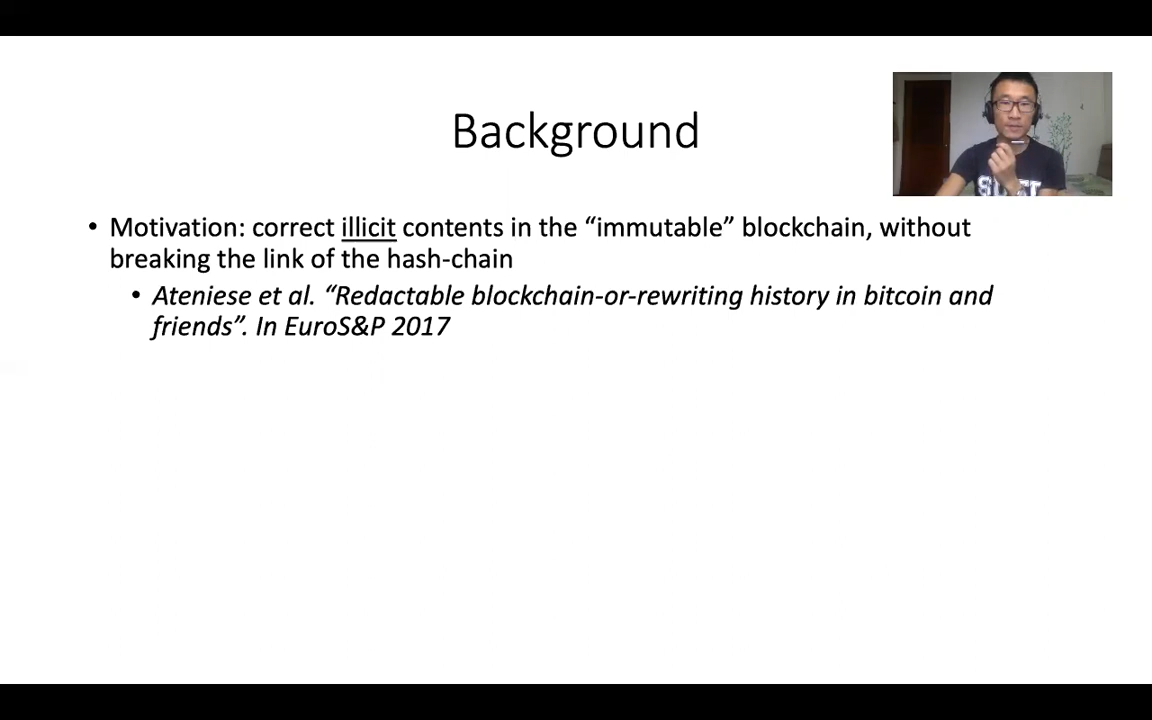 Background
• Motivation: correct illicit contents in the “immutable” blockchain, without
breaking the link of the hash-chain
• Ateniese et al. “Redactable blockchain-or-rewriting history in bitcoin and
friends”. In EuroS&P 2017